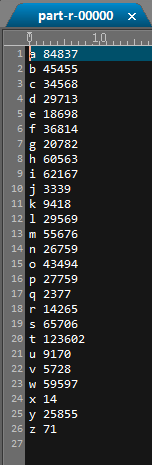 part-r-00000 ×
0 10
1 a 84837
2 b 45455
3 c 34568
4 d 29713
5 e 18698
6 f 36814
7 g 20782
8 h 60563
9 i 62167
10 j 3339
11 k 9418
12 l 29569
13 m 55676
14 n 26759
15 o 43494
16 p 27759
17 q 2377
18 r 14265
19 s 65706
20 t 123602
21 u 9170
22 v 5728
23 w 59597
24 x 14
25 y 25855
26 z 71
27